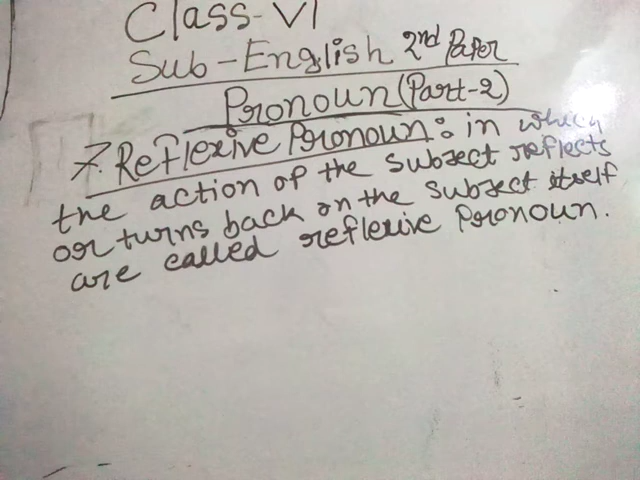 Class-VI
Sub-English 2nd Paper
Pronoun (Part-2)
7. Reflexive Pronoun: in which
the action of the subject reflects
or turns back on the subject itself
are called reflexive Pronoun.